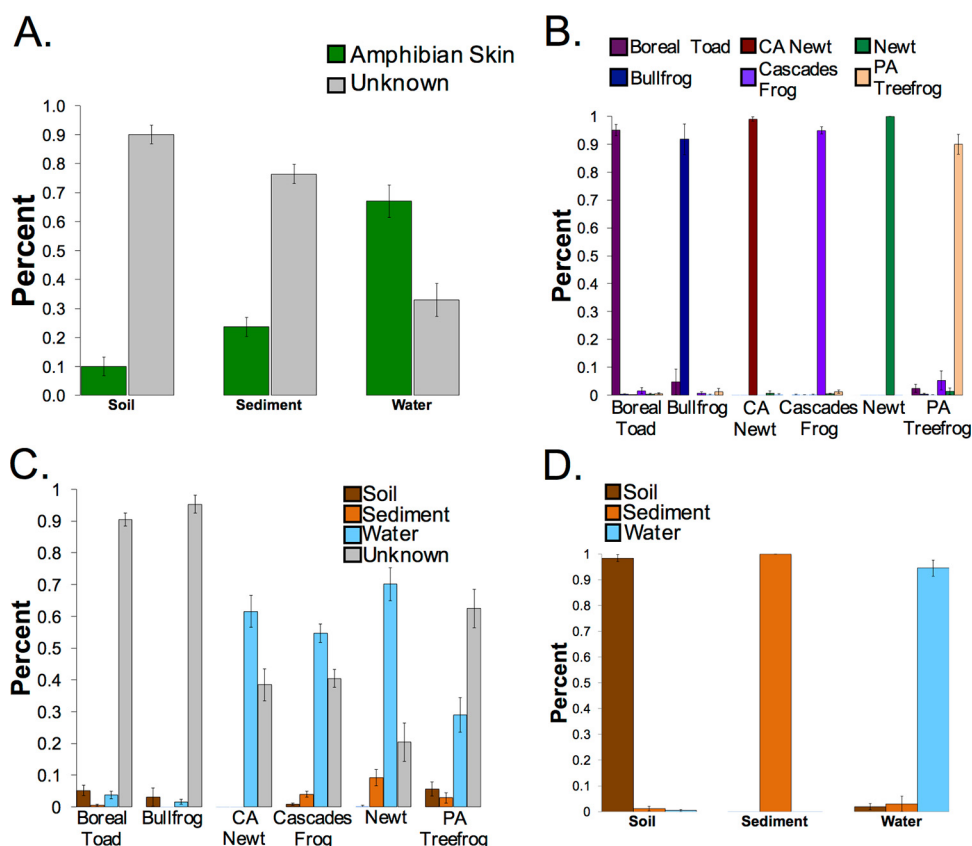 A.
Amphibian Skin
Unknown
Percent
1.0
0.9
0.8
0.7
0.6
0.5
0.4
0.3
0.2
0.1
0.0
Soil Sediment Water
B.
Boreal Toad CA Newt Newt
Bullfrog Cascades Frog PA Treefrog
Percent
1
0.9
0.8
0.7
0.6
0.5
0.4
0.3
0.2
0.1
0
Boreal Toad Bullfrog CA Newt Cascades Frog Newt PA Treefrog
C.
Soil
Sediment
Water
Unknown
Percent
1
0.9
0.8
0.7
0.6
0.5
0.4
0.3
0.2
0.1
0
Boreal Toad Bullfrog CA Newt Cascades Frog Newt PA Treefrog
D.
Soil
Sediment
Water
Percent
1
0.9
0.8
0.7
0.6
0.5
0.4
0.3
0.2
0.1
0
Soil Sediment Water